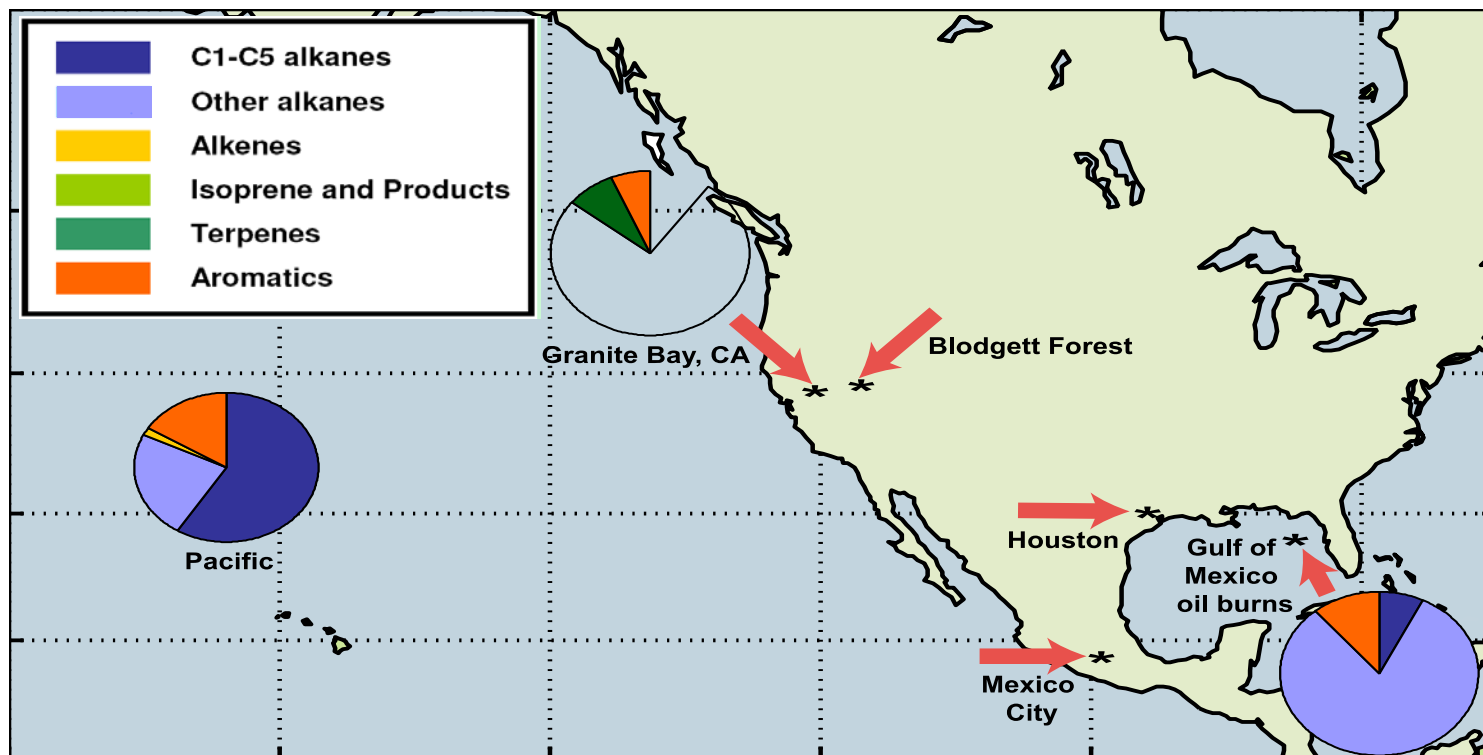 C1-C5 alkanes
Other alkanes
Alkenes
Isoprene and Products
Terpenes
Aromatics
Granite Bay, CA
Blodgett Forest
Pacific
Houston
Gulf of
Mexico
oil burns
Mexico
City